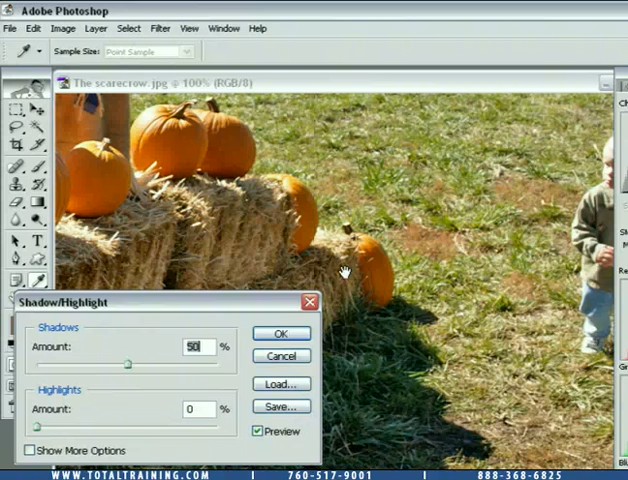 Adobe Photoshop
File Edit Image Layer Select Filter View Window Help
Sample Size: Point Sample
The scarecrow.jpg @ 100% (RGB/8)
T
Shadow/Highlight
Shadows
Amount: 50 %
OK
Cancel
Highlights
Load...
Amount: 0 %
Save...
Preview
Show More Options
WWW.TOTALTRAINING.COM | 760-517-9001 | 888-368-6825